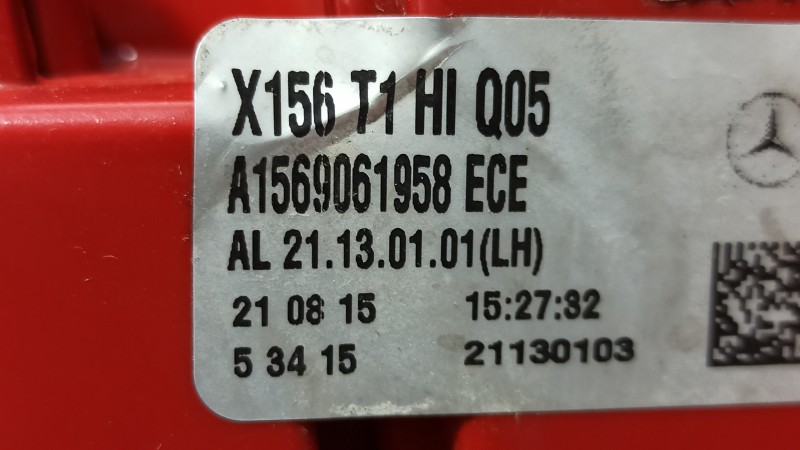 X156 T1 HI Q05
A1569061958 ECE
AL 21.13.01.01(LH)
21 08 15 15:27:32
5 34 15 21130103